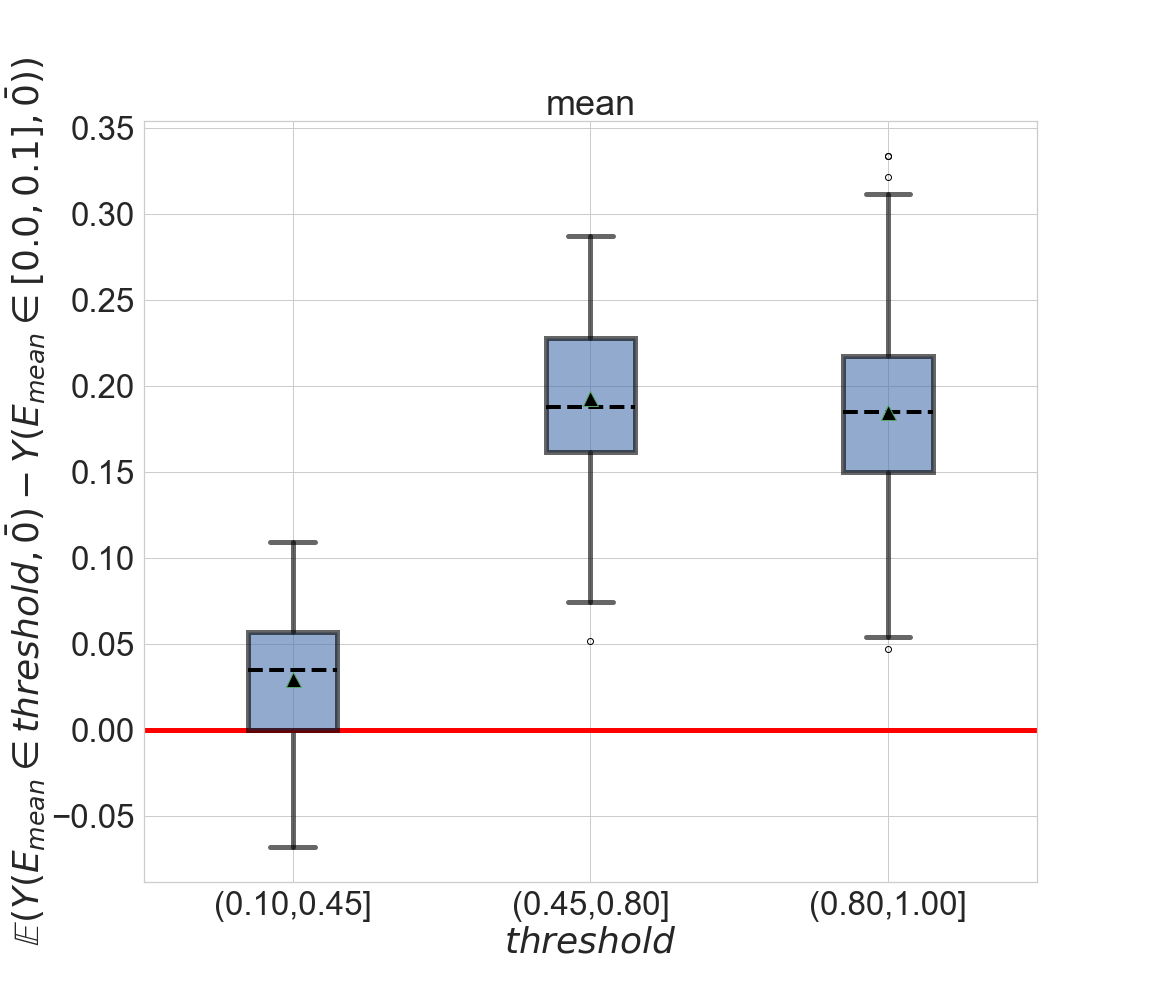 mean
𝔼(Y(E_mean ∈ threshold, 0̄) − Y(E_mean ∈ [0.0, 0.1], 0̄))
0.35
0.30
0.25
0.20
0.15
0.10
0.05
0.00
−0.05
(0.10,0.45] (0.45,0.80] (0.80,1.00]
threshold